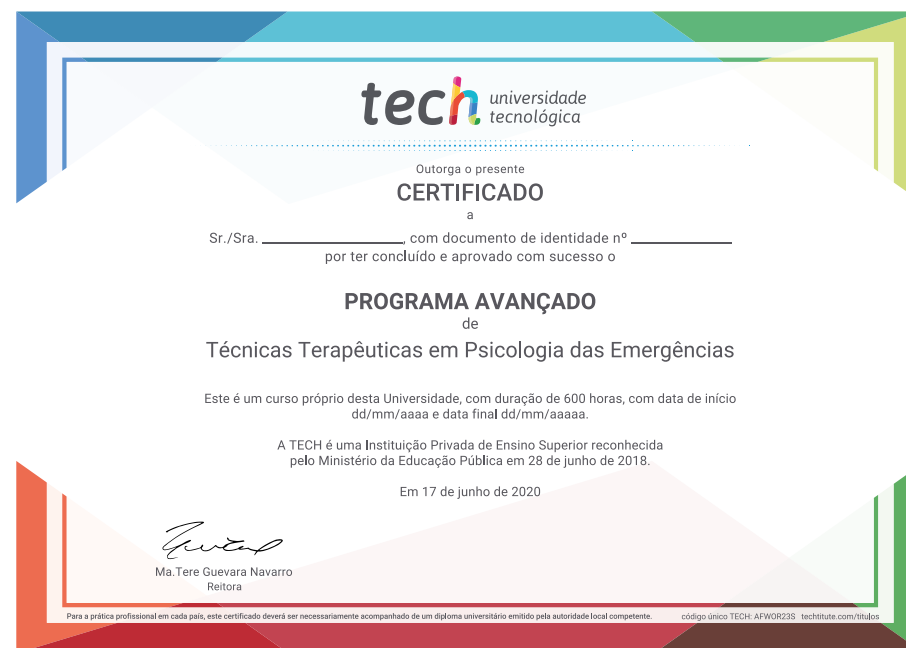 tech universidade
tecnológica
Outorga o presente
CERTIFICADO
a
Sr./Sra. ____________, com documento de identidade nº ____________
por ter concluído e aprovado com sucesso o
PROGRAMA AVANÇADO
de
Técnicas Terapêuticas em Psicologia das Emergências
Este é um curso próprio desta Universidade, com duração de 600 horas, com data de início
dd/mm/aaaa e data final dd/mm/aaaaa.
A TECH é uma Instituição Privada de Ensino Superior reconhecida
pelo Ministério da Educação Pública em 28 de junho de 2018.
Em 17 de junho de 2020
Ma.Tere Guevara Navarro
Reitora
Para a prática profissional em cada país, este certificado deverá ser necessariamente acompanhado de um diploma universitário emitido pela autoridade local competente. código único TECH: AFWOR23S techtitute.com/titulos